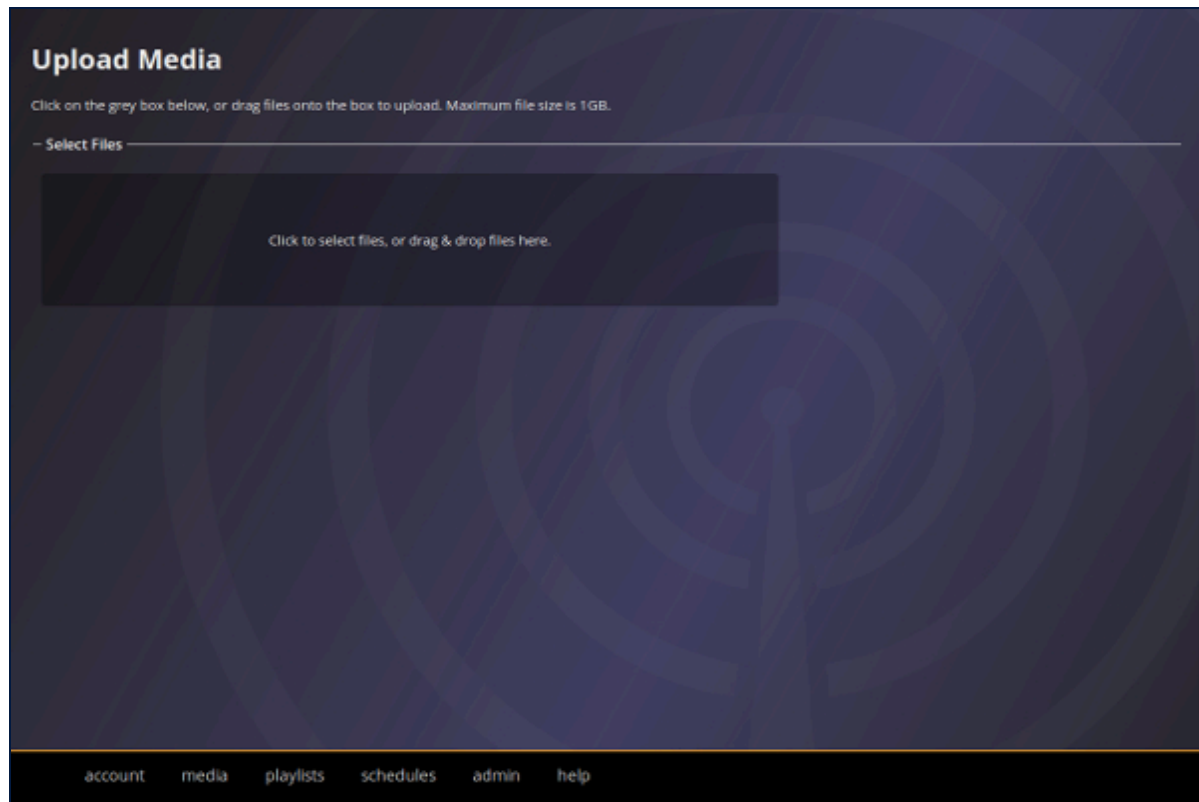 Upload Media
Click on the grey box below, or drag files onto the box to upload. Maximum file size is 1GB.
Select Files
Click to select files, or drag & drop files here.
account media playlists schedules admin help